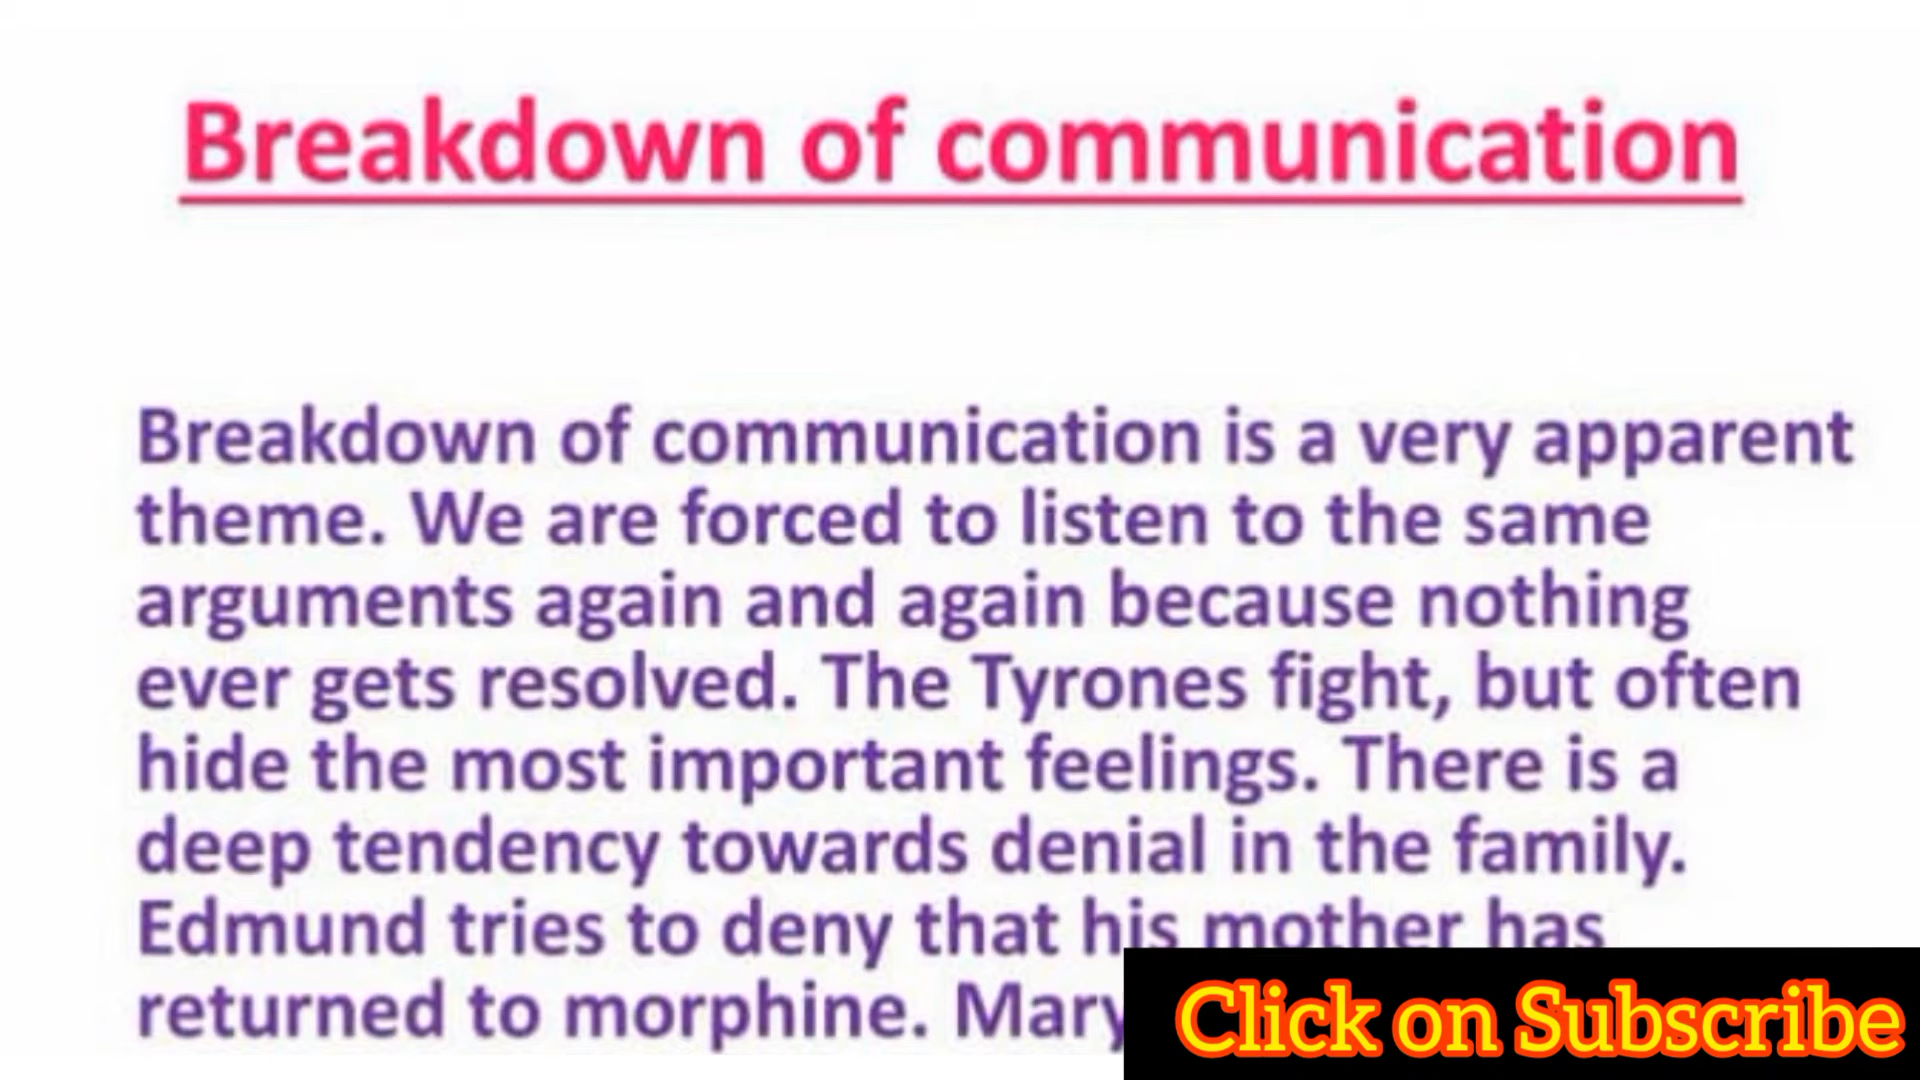 Breakdown of communication
Breakdown of communication is a very apparent
theme. We are forced to listen to the same
arguments again and again because nothing
ever gets resolved. The Tyrones fight, but often
hide the most important feelings. There is a
deep tendency towards denial in the family.
Edmund tries to deny that his mother has
returned to morphine. Mary
Click on Subscribe